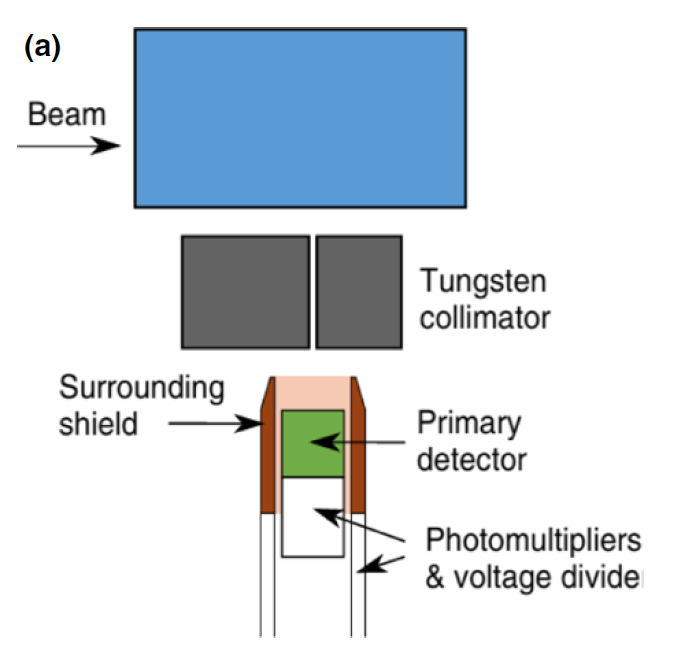 (a)
Beam
Tungsten
collimator
Surrounding
shield
Primary
detector
Photomultipliers
& voltage divide